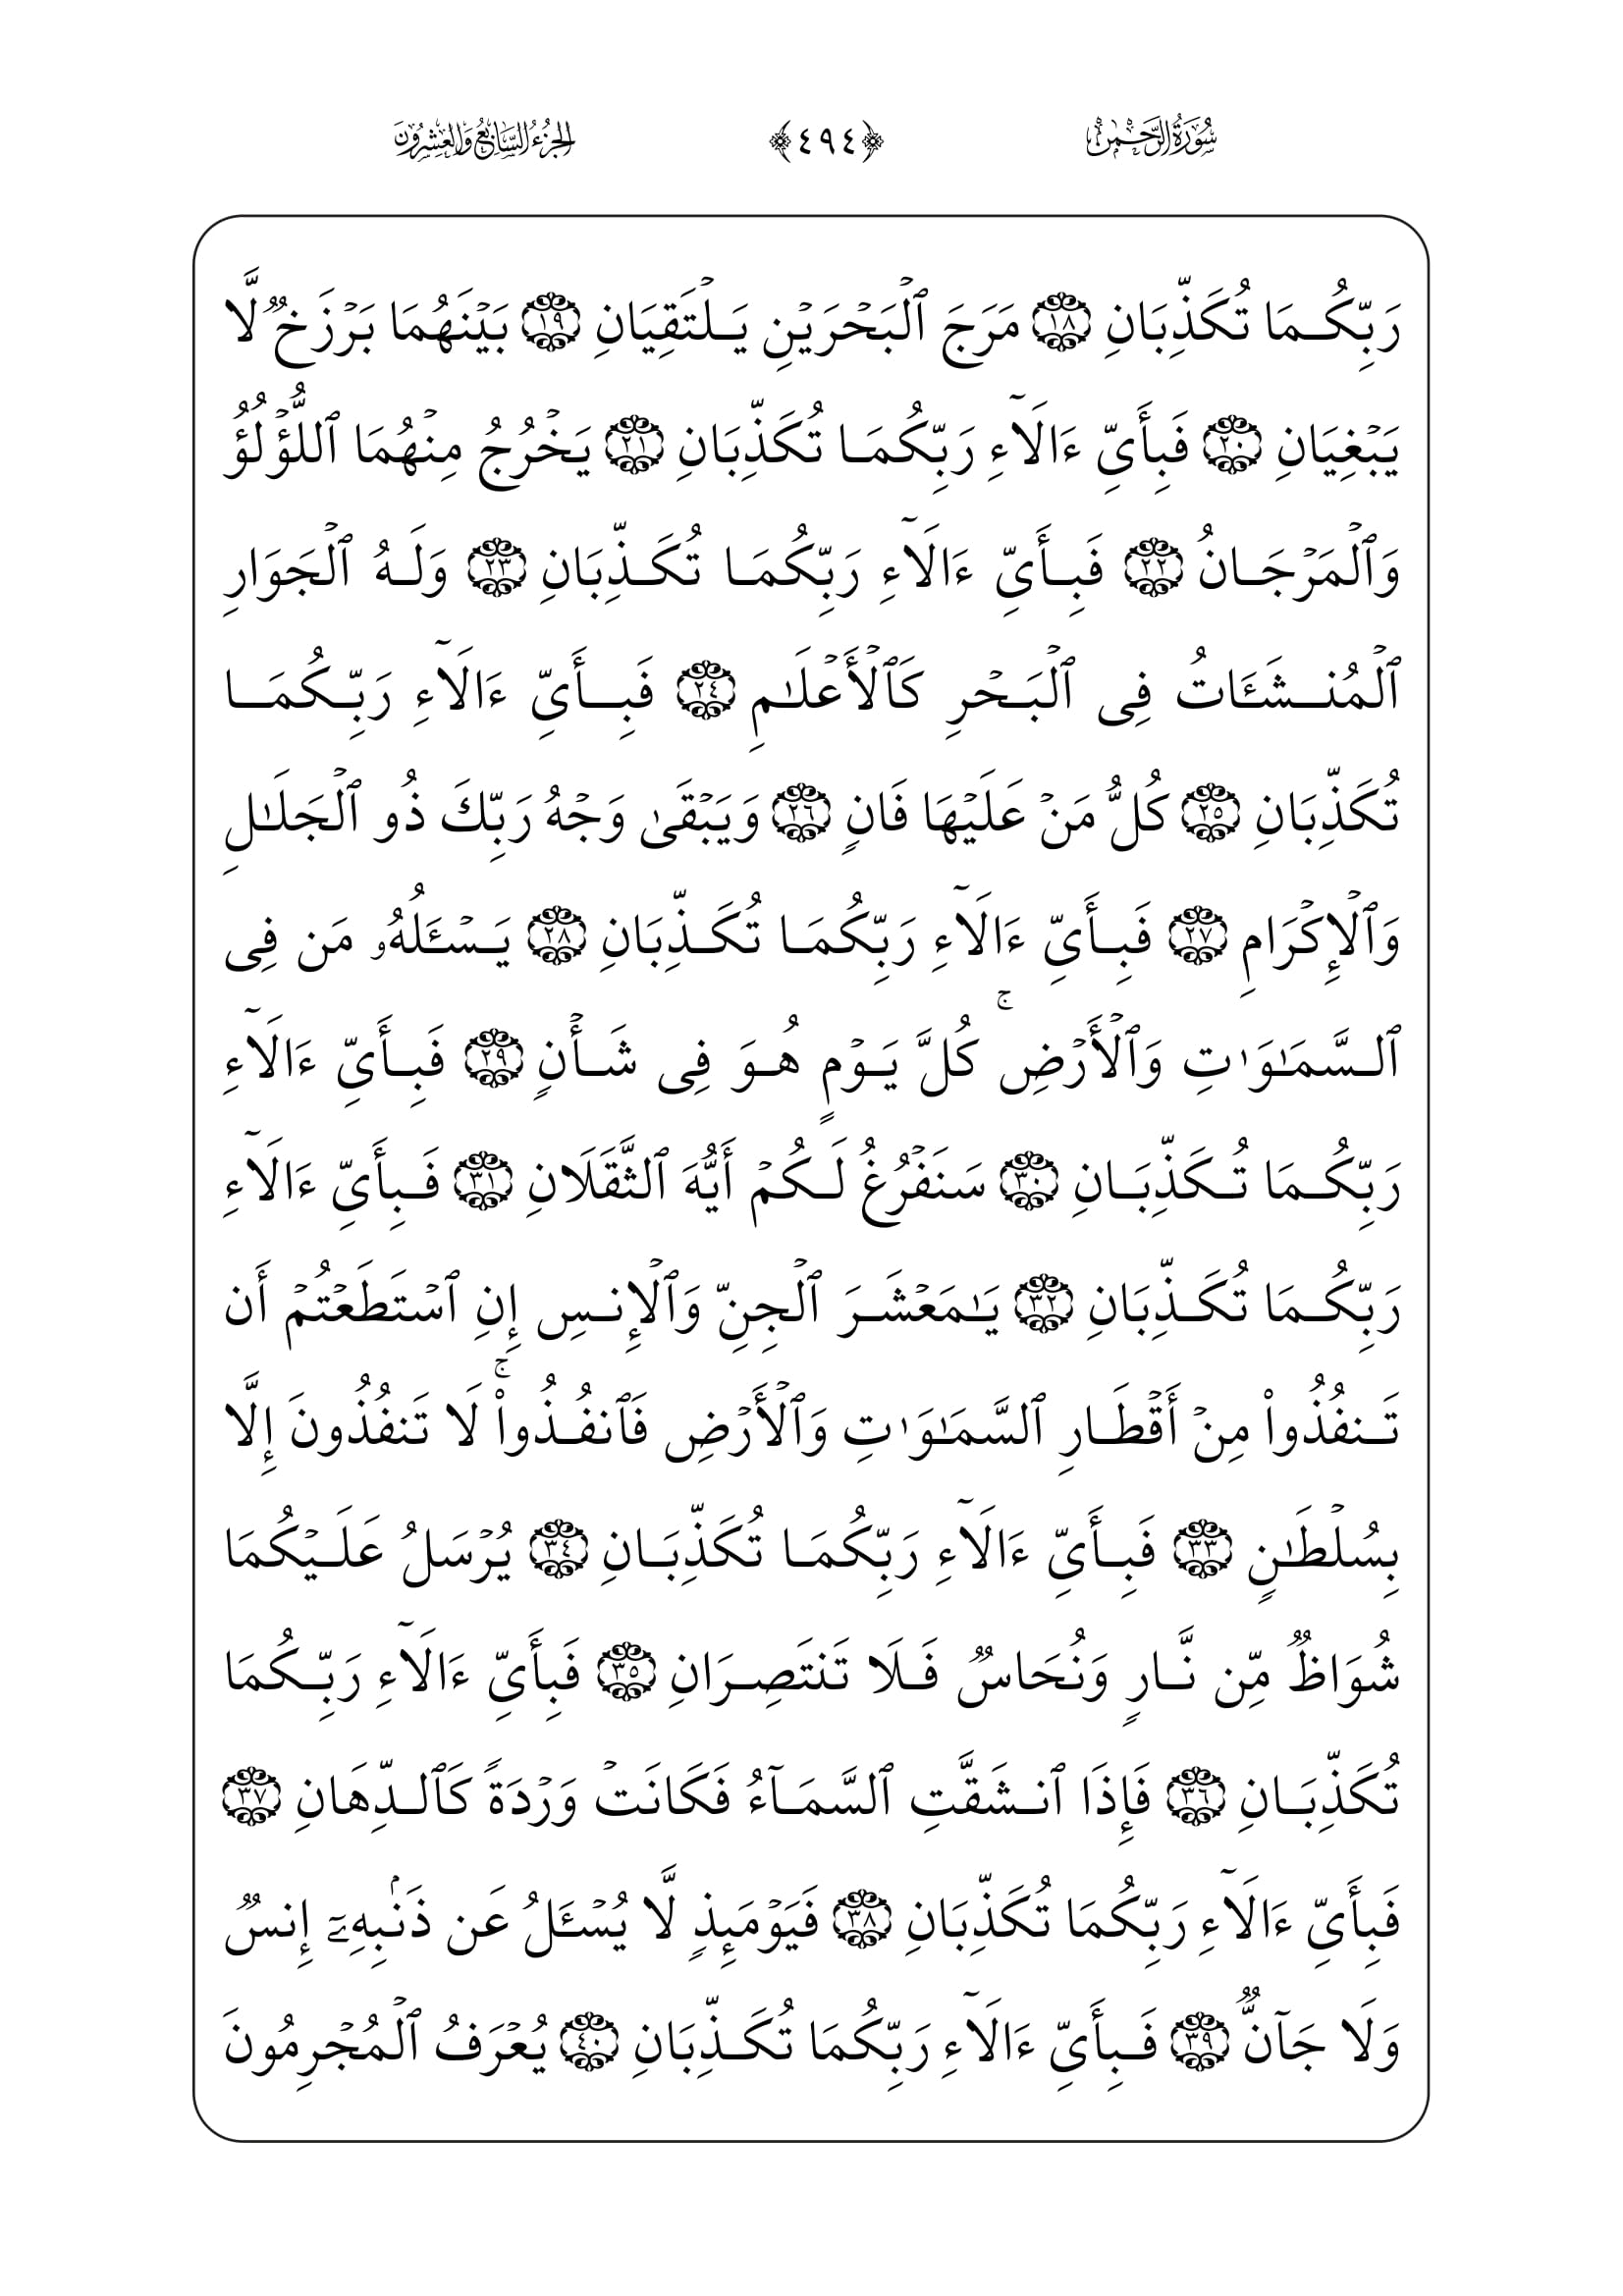 سُورَةُ الرَّحۡمٰن ﴿٤٩٤﴾ الجُزۡءُ السَّابِعُ وَالعِشۡرُونَ
رَبِّكُمَا تُكَذِّبَانِ ١٨ مَرَجَ ٱلۡبَحۡرَيۡنِ يَلۡتَقِيَانِ ١٩ بَيۡنَهُمَا بَرۡزَخٞ لَّا
يَبۡغِيَانِ ٢٠ فَبِأَيِّ ءَالَآءِ رَبِّكُمَا تُكَذِّبَانِ ٢١ يَخۡرُجُ مِنۡهُمَا ٱللُّؤۡلُؤُ
وَٱلۡمَرۡجَانُ ٢٢ فَبِأَيِّ ءَالَآءِ رَبِّكُمَا تُكَذِّبَانِ ٢٣ وَلَهُ ٱلۡجَوَارِ
ٱلۡمُنشَـَٔاتُ فِي ٱلۡبَحۡرِ كَٱلۡأَعۡلَٰمِ ٢٤ فَبِأَيِّ ءَالَآءِ رَبِّكُمَا
تُكَذِّبَانِ ٢٥ كُلُّ مَنۡ عَلَيۡهَا فَانٖ ٢٦ وَيَبۡقَىٰ وَجۡهُ رَبِّكَ ذُو ٱلۡجَلَٰلِ
وَٱلۡإِكۡرَامِ ٢٧ فَبِأَيِّ ءَالَآءِ رَبِّكُمَا تُكَذِّبَانِ ٢٨ يَسۡـَٔلُهُۥ مَن فِي
ٱلسَّمَٰوَٰتِ وَٱلۡأَرۡضِۚ كُلَّ يَوۡمٍ هُوَ فِي شَأۡنٖ ٢٩ فَبِأَيِّ ءَالَآءِ
رَبِّكُمَا تُكَذِّبَانِ ٣٠ سَنَفۡرُغُ لَكُمۡ أَيُّهَ ٱلثَّقَلَانِ ٣١ فَبِأَيِّ ءَالَآءِ
رَبِّكُمَا تُكَذِّبَانِ ٣٢ يَٰمَعۡشَرَ ٱلۡجِنِّ وَٱلۡإِنسِ إِنِ ٱسۡتَطَعۡتُمۡ أَن
تَنفُذُواْ مِنۡ أَقۡطَارِ ٱلسَّمَٰوَٰتِ وَٱلۡأَرۡضِ فَٱنفُذُواْۚ لَا تَنفُذُونَ إِلَّا
بِسُلۡطَٰنٖ ٣٣ فَبِأَيِّ ءَالَآءِ رَبِّكُمَا تُكَذِّبَانِ ٣٤ يُرۡسَلُ عَلَيۡكُمَا
شُوَاظٞ مِّن نَّارٖ وَنُحَاسٞ فَلَا تَنتَصِرَانِ ٣٥ فَبِأَيِّ ءَالَآءِ رَبِّكُمَا
تُكَذِّبَانِ ٣٦ فَإِذَا ٱنشَقَّتِ ٱلسَّمَآءُ فَكَانَتۡ وَرۡدَةٗ كَٱلدِّهَانِ ٣٧
فَبِأَيِّ ءَالَآءِ رَبِّكُمَا تُكَذِّبَانِ ٣٨ فَيَوۡمَئِذٖ لَّا يُسۡـَٔلُ عَن ذَنۢبِهِۦٓ إِنسٞ
وَلَا جَآنّٞ ٣٩ فَبِأَيِّ ءَالَآءِ رَبِّكُمَا تُكَذِّبَانِ ٤٠ يُعۡرَفُ ٱلۡمُجۡرِمُونَ